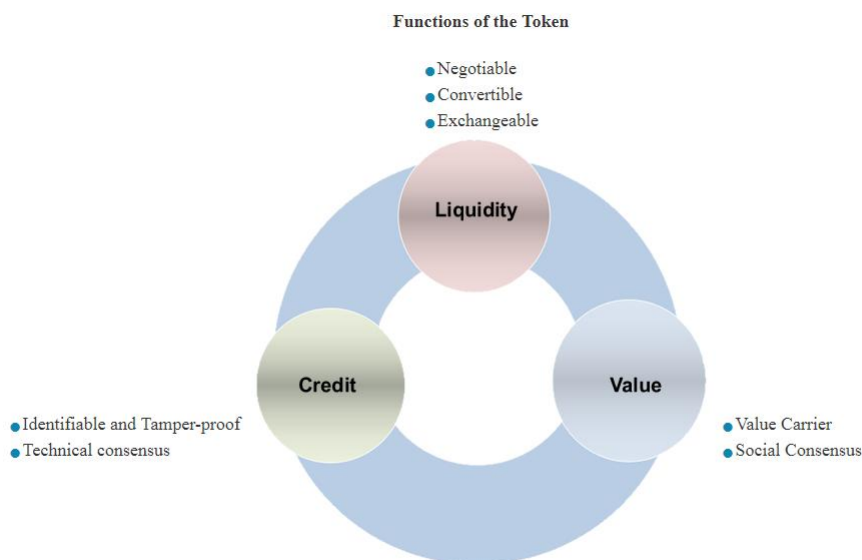 Functions of the Token
Negotiable
Convertible
Exchangeable
Liquidity
Credit
Value
Identifiable and Tamper-proof
Technical consensus
Value Carrier
Social Consensus